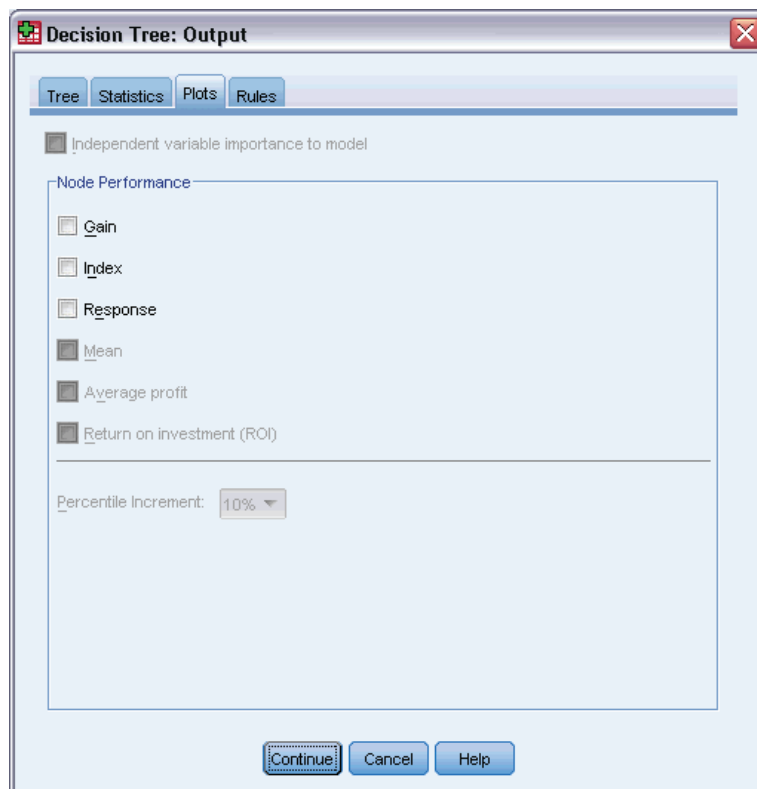 Decision Tree: Output
Tree Statistics Plots Rules
Independent variable importance to model
Node Performance
Gain
Index
Response
Mean
Average profit
Return on investment (ROI)
Percentile Increment: 10%
Continue Cancel Help